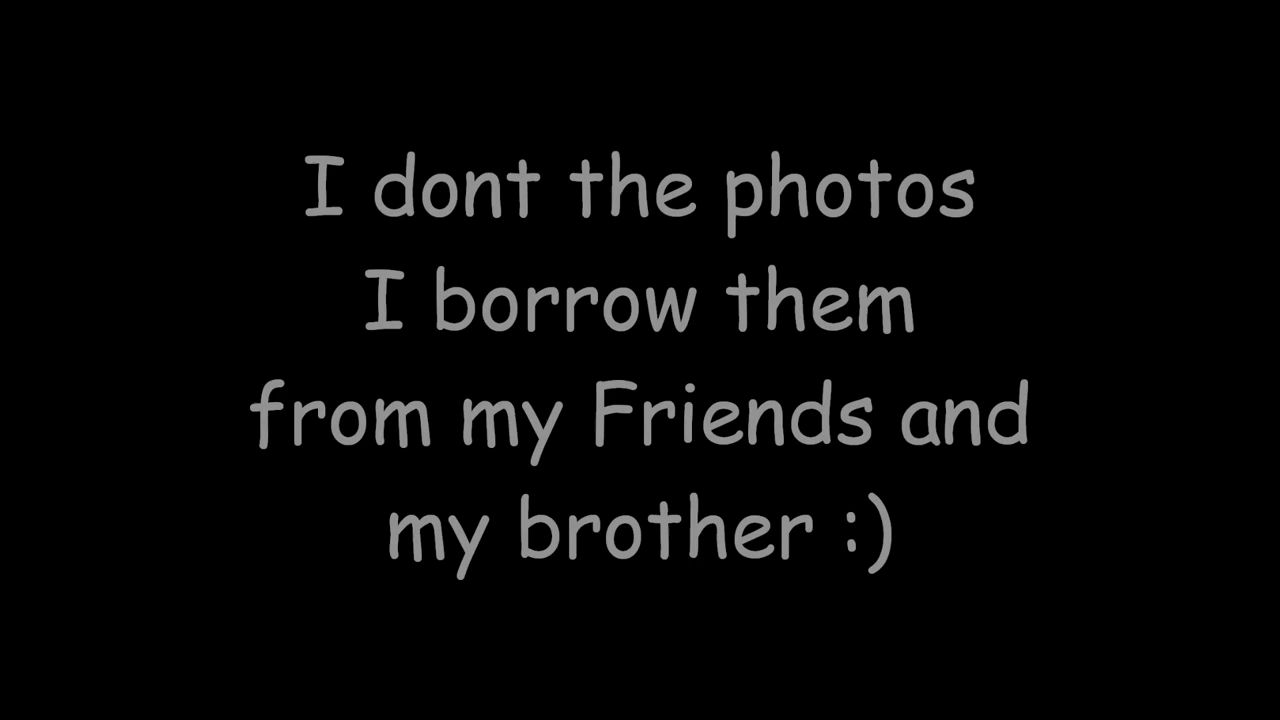 I dont the photos
I borrow them
from my Friends and
my brother :)